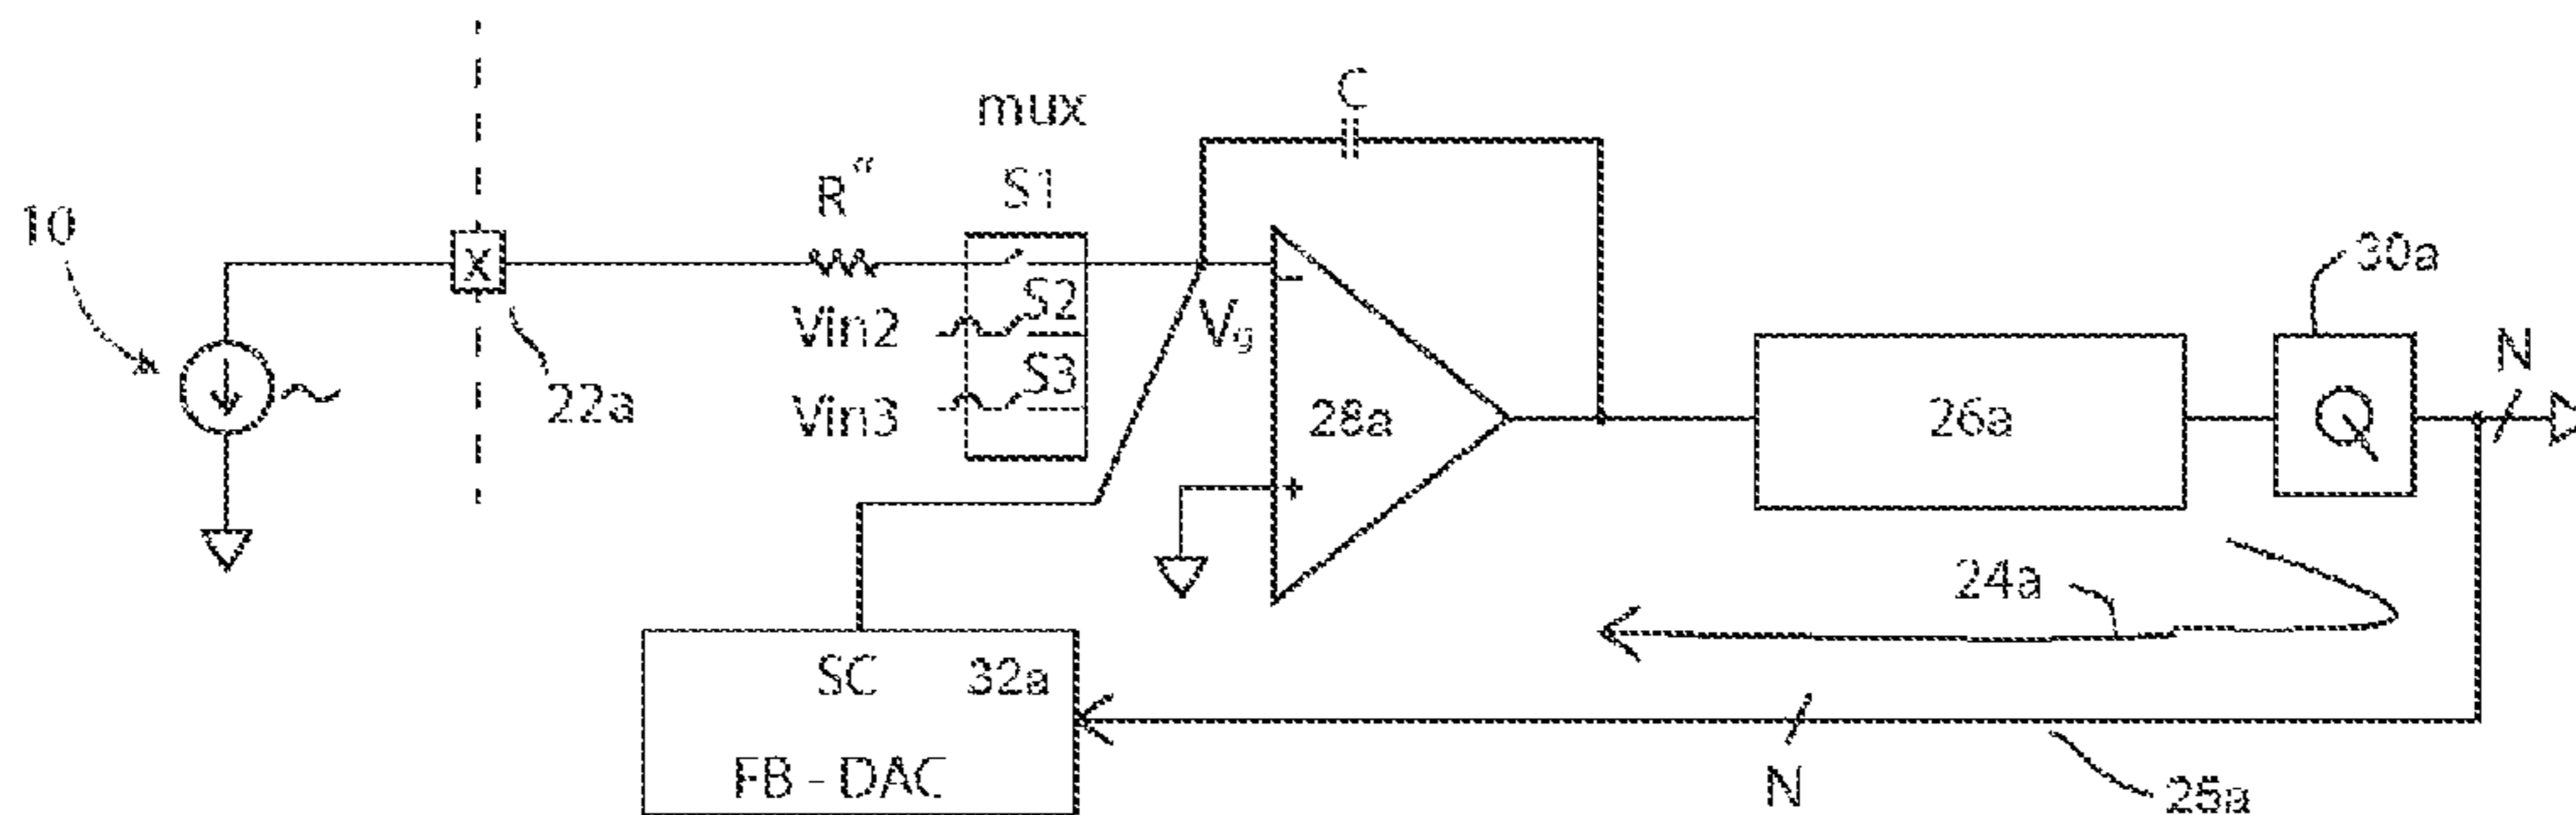 C
mux
R"
S1
10
X
30a
S2
Vin2
Vg
N
S3
22a
Vin3
28a
26a
Q
-
+
24a
SC 32a
FB - DAC
N
25a